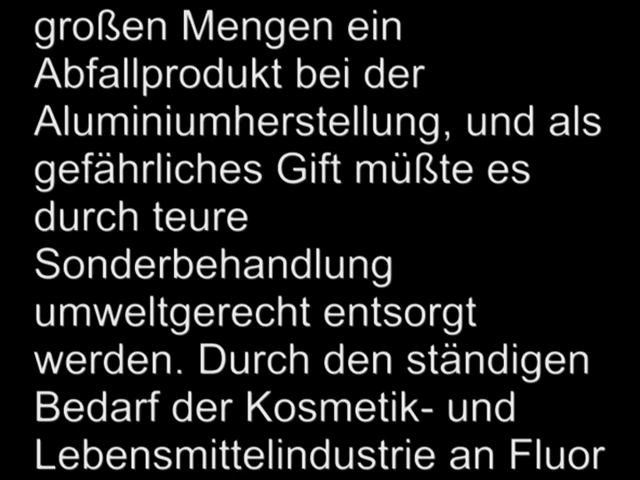 großen Mengen ein
Abfallprodukt bei der
Aluminiumherstellung, und als
gefährliches Gift müßte es
durch teure
Sonderbehandlung
umweltgerecht entsorgt
werden. Durch den ständigen
Bedarf der Kosmetik- und
Lebensmittelindustrie an Fluor